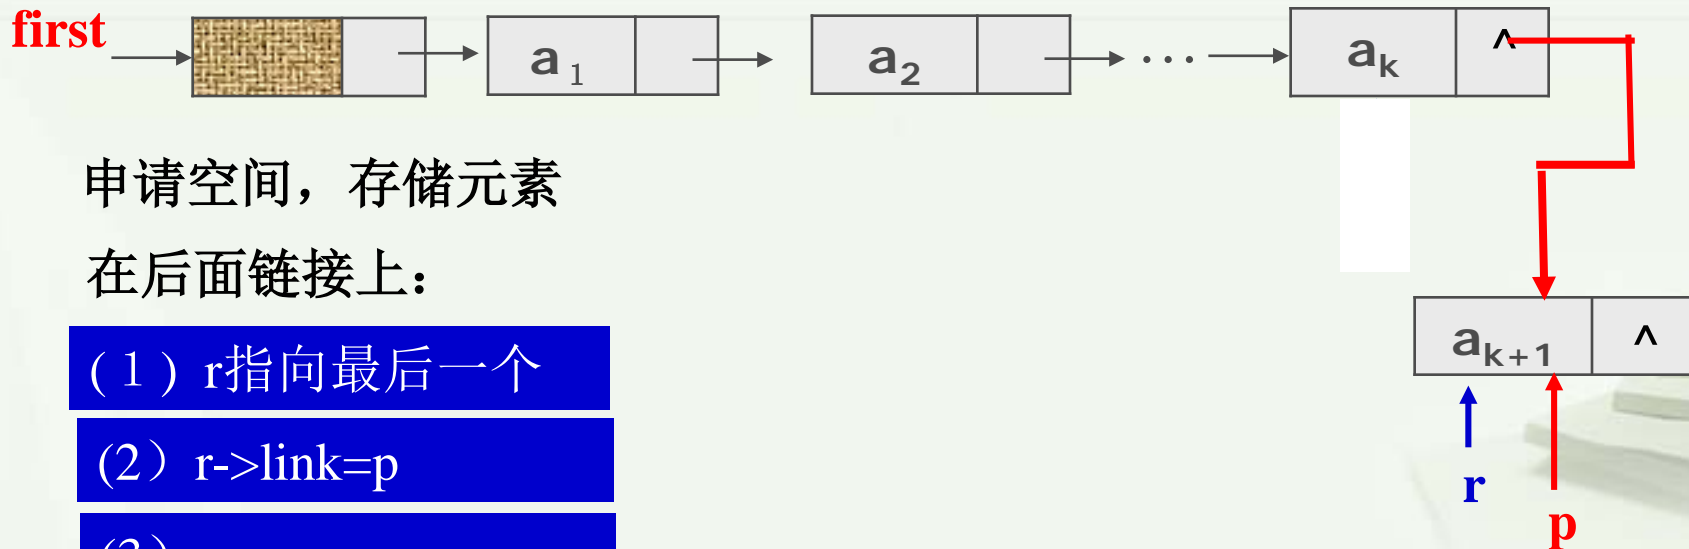 first
a1 a2 ··· ak ^
申请空间，存储元素
在后面链接上：
ak+1 ^
(１) r指向最后一个
(2） r->link=p
r
p